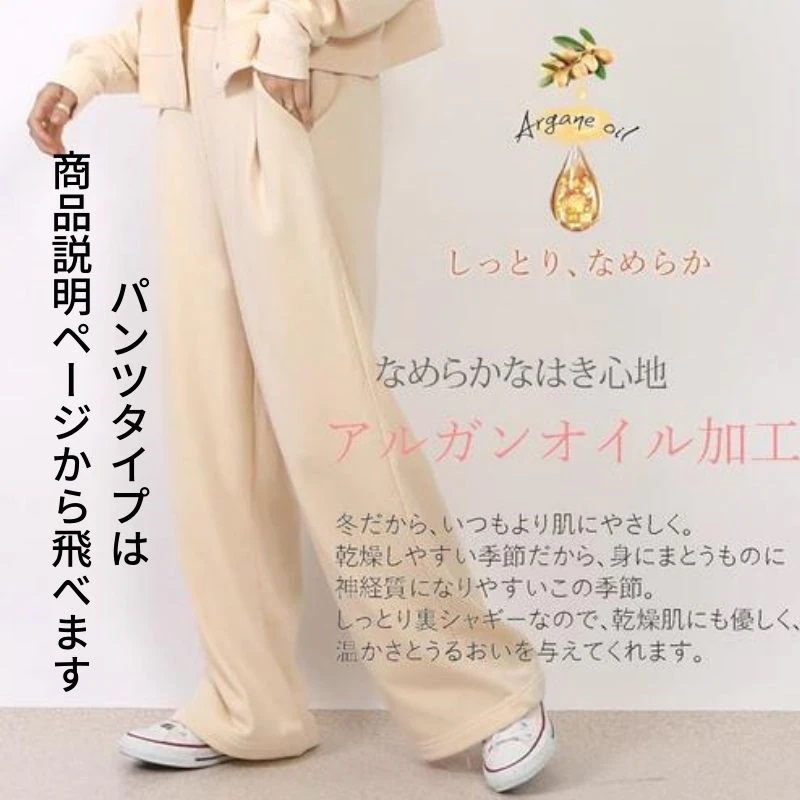 Argane oil
しっとり、なめらか
パンツタイプは
商品説明ページから飛べます
なめらかなはき心地
アルガンオイル加工
冬だから、いつもより肌にやさしく。
乾燥しやすい季節だから、身にまとうものに
神経質になりやすいこの季節。
しっとり裏シャギーなので、乾燥肌にも優しく、
温かさとうるおいを与えてくれます。